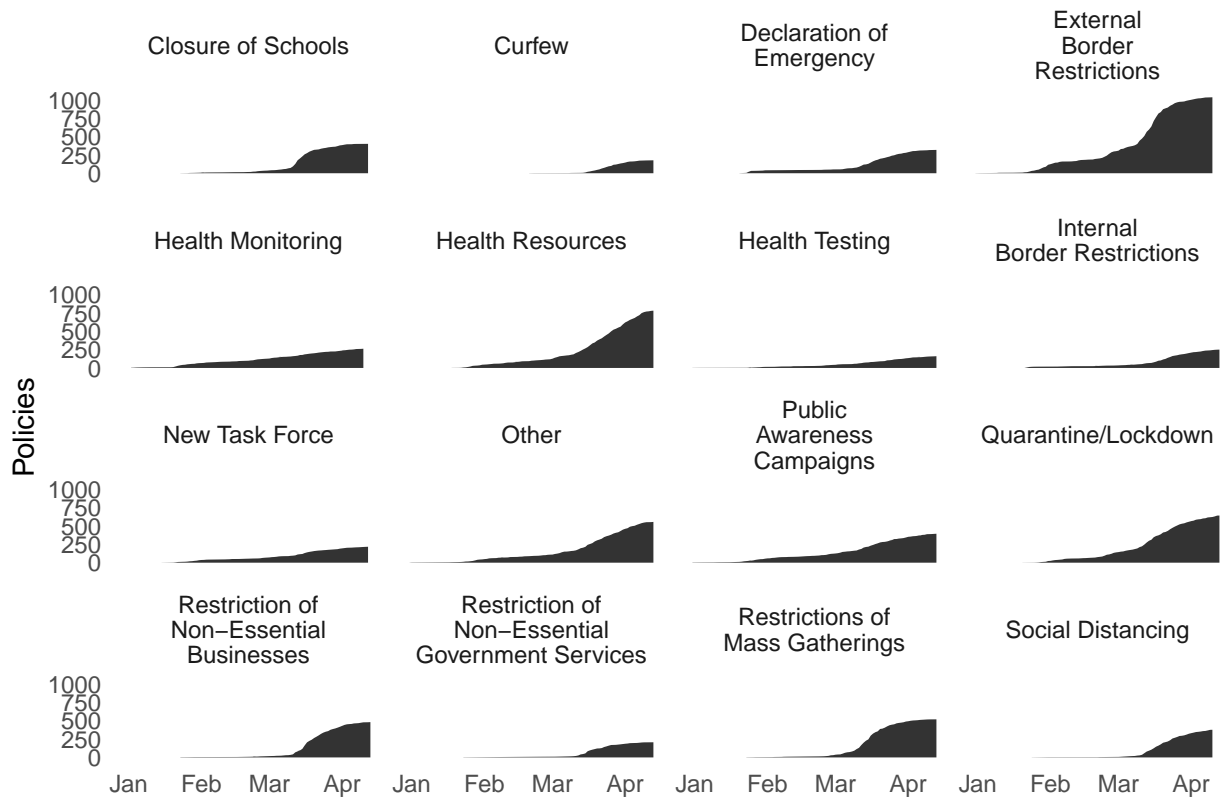 Closure of Schools
Curfew
Declaration of
Emergency
External
Border
Restrictions
1000
750
500
250
0
Health Monitoring
Health Resources
Health Testing
Internal
Border Restrictions
1000
750
500
250
0
Policies
New Task Force
Other
Public
Awareness
Campaigns
Quarantine/Lockdown
1000
750
500
250
0
Restriction of
Non−Essential
Businesses
Restriction of
Non−Essential
Government Services
Restrictions of
Mass Gatherings
Social Distancing
1000
750
500
250
0
Jan Feb Mar Apr Jan Feb Mar Apr Jan Feb Mar Apr Jan Feb Mar Apr